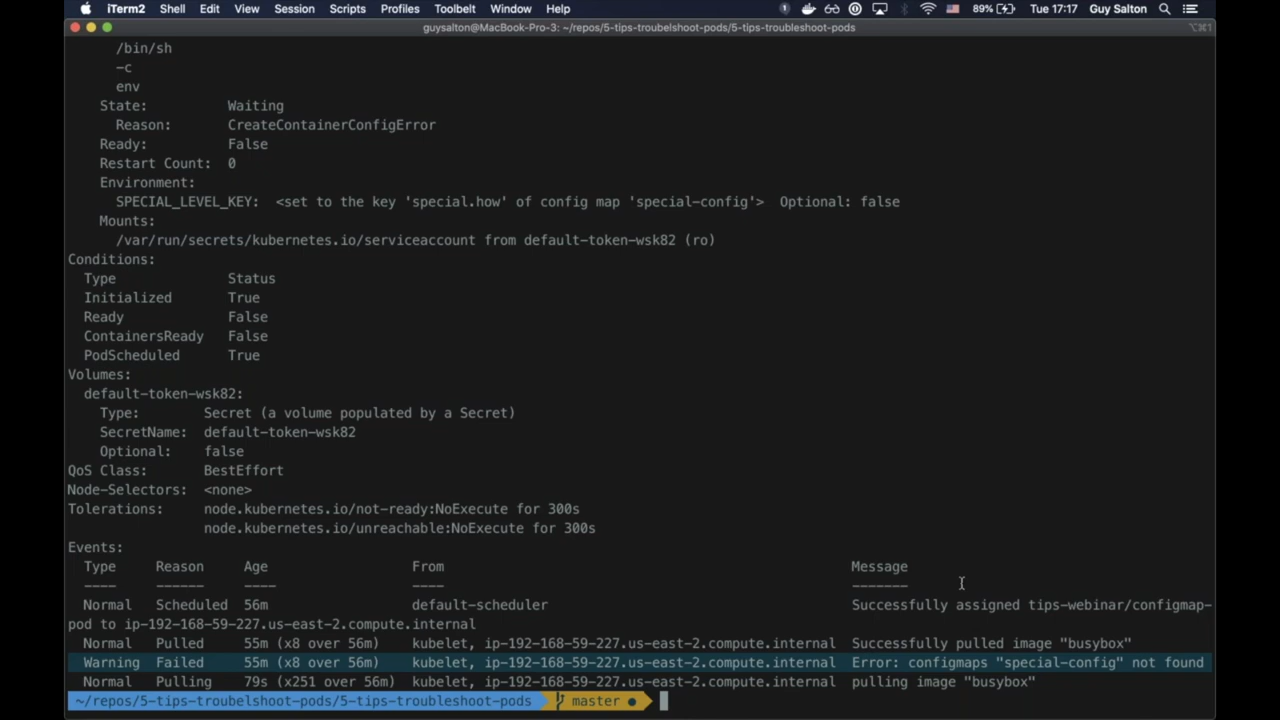 iTerm2 Shell Edit View Session Scripts Profiles Toolbelt Window Help 89% Tue 17:17 Guy Salton
guysalton@MacBook-Pro-3: ~/repos/5-tips-troubelshoot-pods/5-tips-troubleshoot-pods ⌥⌘1
/bin/sh
-c
env
State: Waiting
Reason: CreateContainerConfigError
Ready: False
Restart Count: 0
Environment:
SPECIAL_LEVEL_KEY: <set to the key 'special.how' of config map 'special-config'> Optional: false
Mounts:
/var/run/secrets/kubernetes.io/serviceaccount from default-token-wsk82 (ro)
Conditions:
Type Status
Initialized True
Ready False
ContainersReady False
PodScheduled True
Volumes:
default-token-wsk82:
Type: Secret (a volume populated by a Secret)
SecretName: default-token-wsk82
Optional: false
QoS Class: BestEffort
Node-Selectors: <none>
Tolerations: node.kubernetes.io/not-ready:NoExecute for 300s
node.kubernetes.io/unreachable:NoExecute for 300s
Events:
Type Reason Age From Message
---- ------ ---- ---- -------
Normal Scheduled 56m default-scheduler Successfully assigned tips-webinar/configmap-
pod to ip-192-168-59-227.us-east-2.compute.internal
Normal Pulled 55m (x8 over 56m) kubelet, ip-192-168-59-227.us-east-2.compute.internal Successfully pulled image "busybox"
Warning Failed 55m (x8 over 56m) kubelet, ip-192-168-59-227.us-east-2.compute.internal Error: configmaps "special-config" not found
Normal Pulling 79s (x251 over 56m) kubelet, ip-192-168-59-227.us-east-2.compute.internal pulling image "busybox"
~/repos/5-tips-troubelshoot-pods/5-tips-troubleshoot-pods master ●